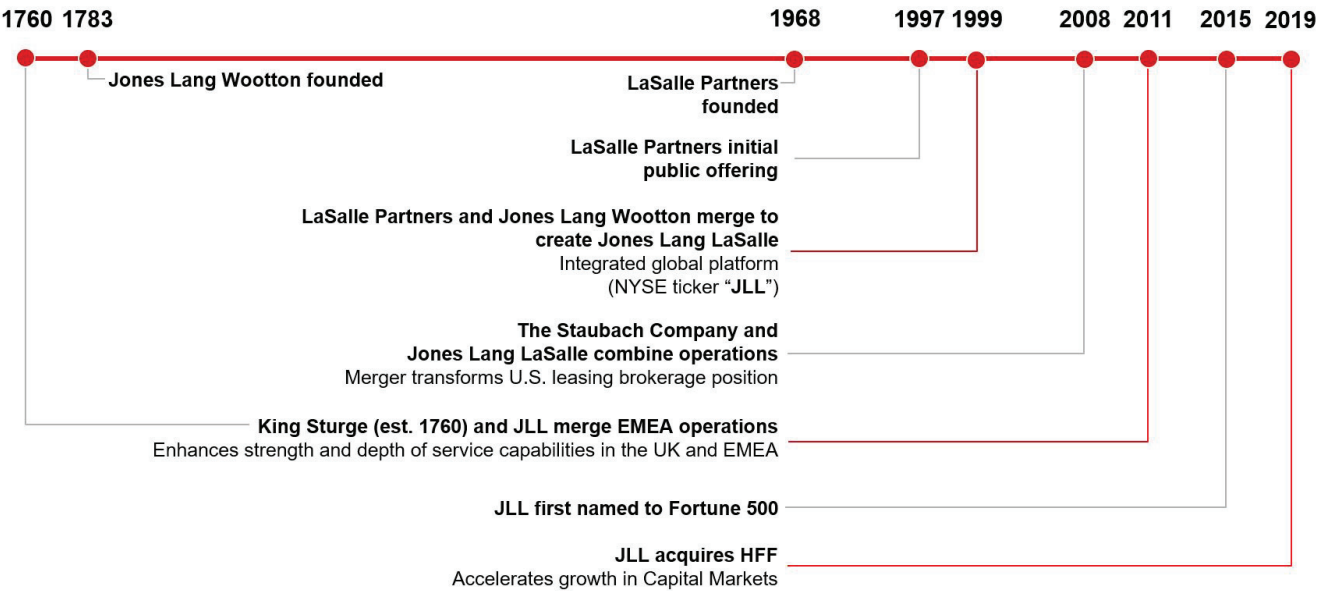 1760 1783 1968 1997 1999 2008 2011 2015 2019
Jones Lang Wootton founded
LaSalle Partners
founded
LaSalle Partners initial
public offering
LaSalle Partners and Jones Lang Wootton merge to
create Jones Lang LaSalle
Integrated global platform
(NYSE ticker “JLL”)
The Staubach Company and
Jones Lang LaSalle combine operations
Merger transforms U.S. leasing brokerage position
King Sturge (est. 1760) and JLL merge EMEA operations
Enhances strength and depth of service capabilities in the UK and EMEA
JLL first named to Fortune 500
JLL acquires HFF
Accelerates growth in Capital Markets